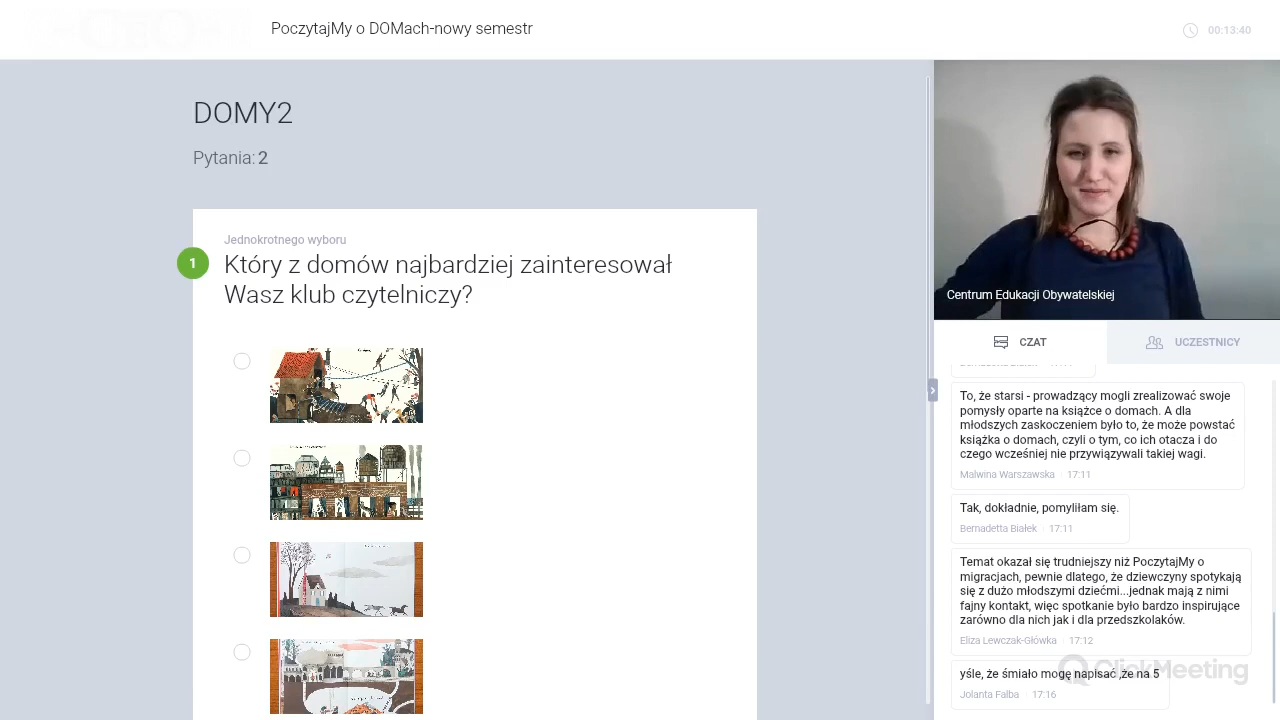 PoczytajMy o DOMach-nowy semestr
00:13:40
DOMY2
Pytania: 2
Jednokrotnego wyboru
1
Który z domów najbardziej zainteresował
Wasz klub czytelniczy?
Centrum Edukacji Obywatelskiej
CZAT
UCZESTNICY
To, że starsi - prowadzący mogli zrealizować swoje
pomysły oparte na książce o domach. A dla
młodszych zaskoczeniem było to, że może powstać
książka o domach, czyli o tym, co ich otacza i do
czego wcześniej nie przywiązywali takiej wagi.
Malwina Warszawska 17:11
Tak, dokładnie, pomyliłam się.
Bernadetta Białek 17:11
Temat okazał się trudniejszy niż PoczytajMy o
migracjach, pewnie dlatego, że dziewczyny spotykają
się z dużo młodszymi dziećmi...jednak mają z nimi
fajny kontakt, więc spotkanie było bardzo inspirujące
zarówno dla nich jak i dla przedszkolaków.
Eliza Lewczak-Główka 17:12
yśle, że śmiało mogę napisać ,że na 5
ClickMeeting
Jolanta Falba 17:16